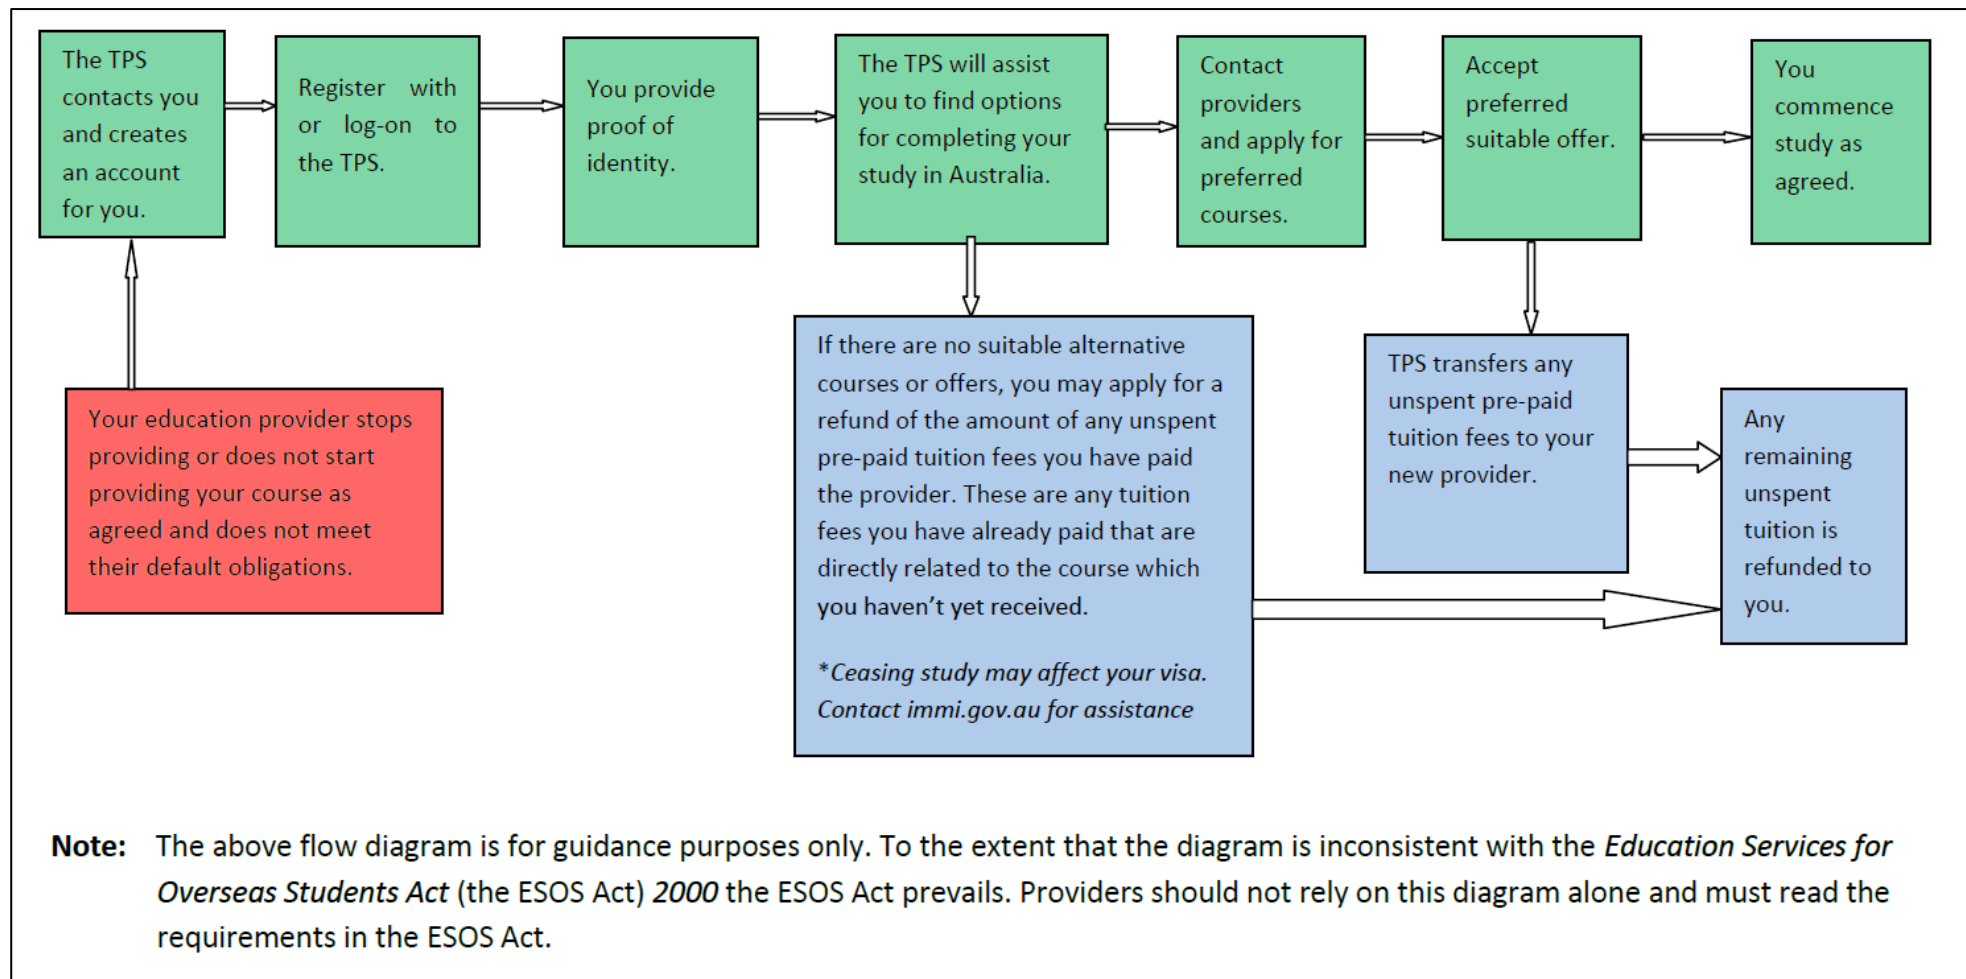 The TPS
contacts you
and creates
an account
for you.
Register with
or log-on to
the TPS.
You provide
proof of
identity.
The TPS will assist
you to find options
for completing your
study in Australia.
Contact
providers
and apply for
preferred
courses.
Accept
preferred
suitable offer.
You
commence
study as
agreed.
Your education provider stops
providing or does not start
providing your course as
agreed and does not meet
their default obligations.
If there are no suitable alternative
courses or offers, you may apply for a
refund of the amount of any unspent
pre-paid tuition fees you have paid
the provider. These are any tuition
fees you have already paid that are
directly related to the course which
you haven’t yet received.
*Ceasing study may affect your visa.
Contact immi.gov.au for assistance
TPS transfers any
unspent pre-paid
tuition fees to your
new provider.
Any
remaining
unspent
tuition is
refunded to
you.
Note: The above flow diagram is for guidance purposes only. To the extent that the diagram is inconsistent with the Education Services for
Overseas Students Act (the ESOS Act) 2000 the ESOS Act prevails. Providers should not rely on this diagram alone and must read the
requirements in the ESOS Act.